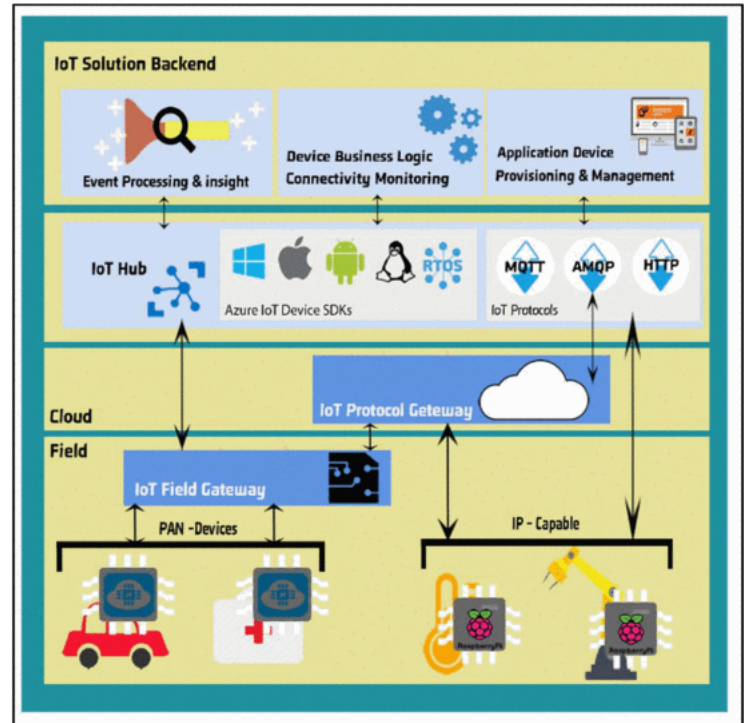 IoT Solution Backend
Event Processing & insight
Device Business Logic
Connectivity Monitoring
Application Device
Provisioning & Management
IoT Hub
RTOS
Azure IoT Device SDKs
MQTT
AMQP
HTTP
IoT Protocols
IoT Protocol Geteway
Cloud
Field
IoT Field Gateway
PAN -Devices
IP - Capable
RaspberryPi
RaspberryPi